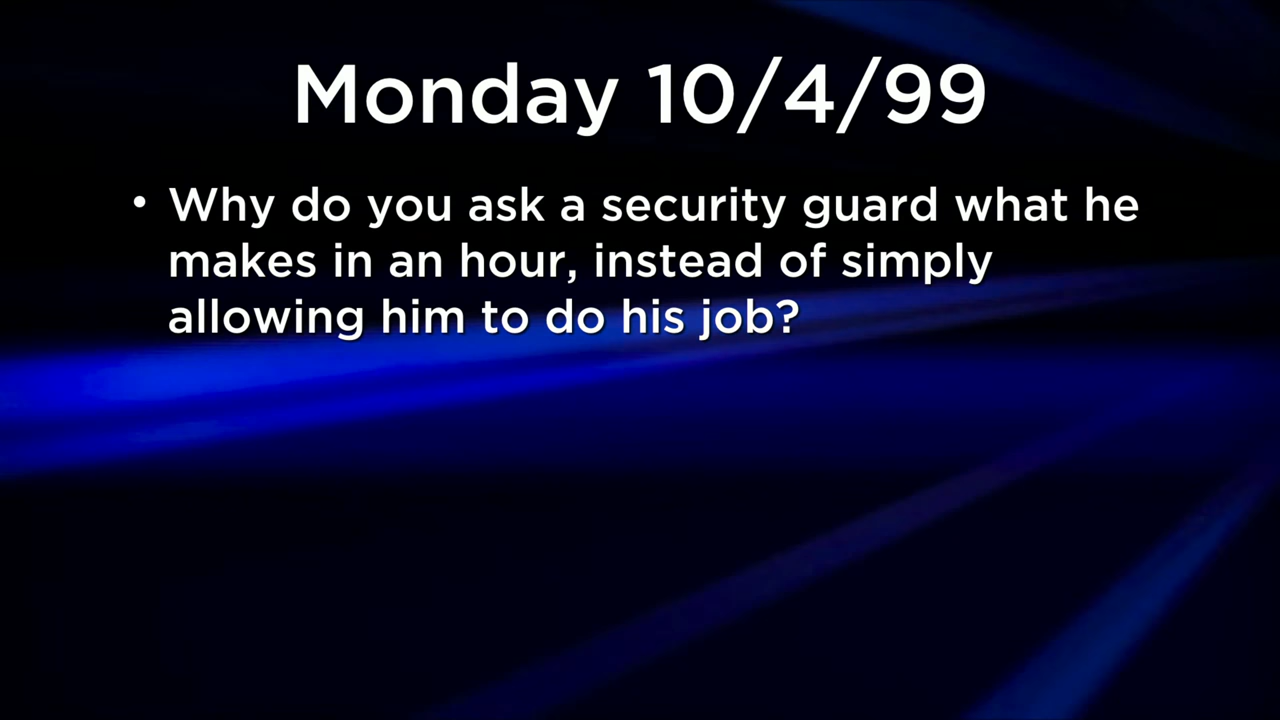 Monday 10/4/99
• Why do you ask a security guard what he
makes in an hour, instead of simply
allowing him to do his job?